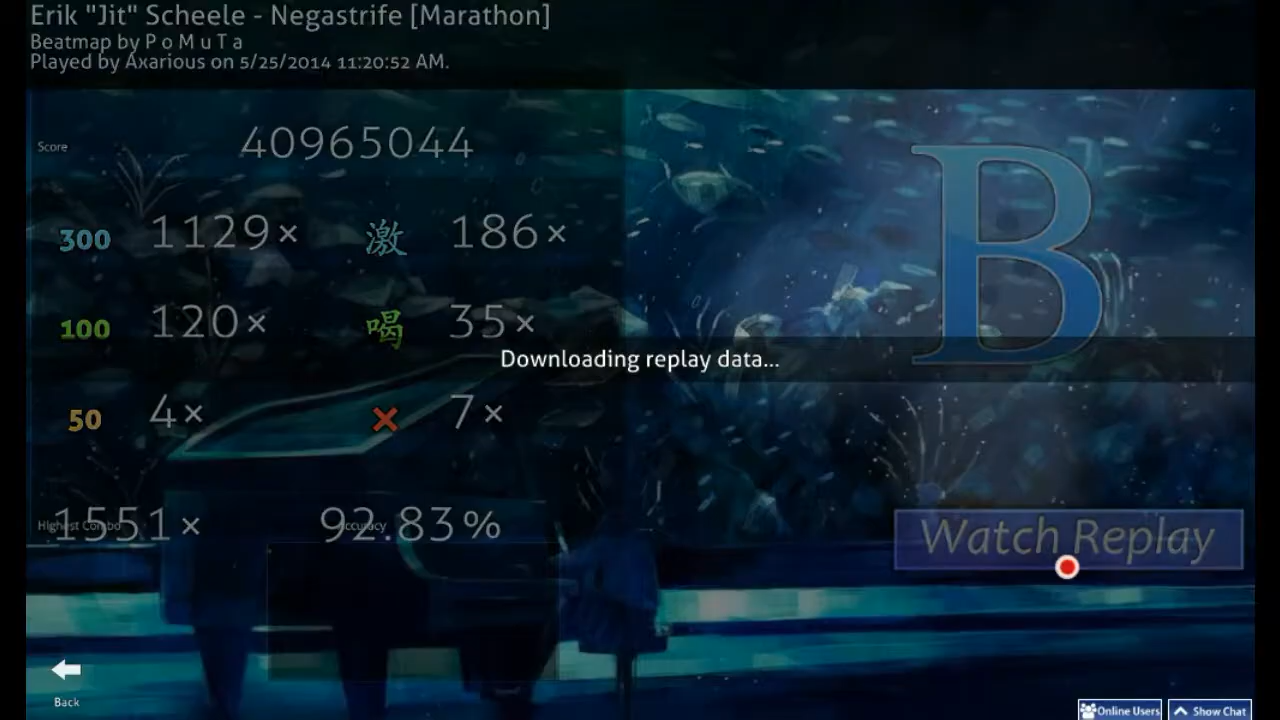 Erik "Jit" Scheele - Negastrife [Marathon]
Beatmap by P o M u T a
Played by Axarious on 5/25/2014 11:20:52 AM.
Score 40965044
300 1129× 激 186×
100 120× 喝 35×
Downloading replay data...
50 4× 7×
Highest Combo 1551× Accuracy 92.83%
B
Watch Replay
Back
Online Users Show Chat